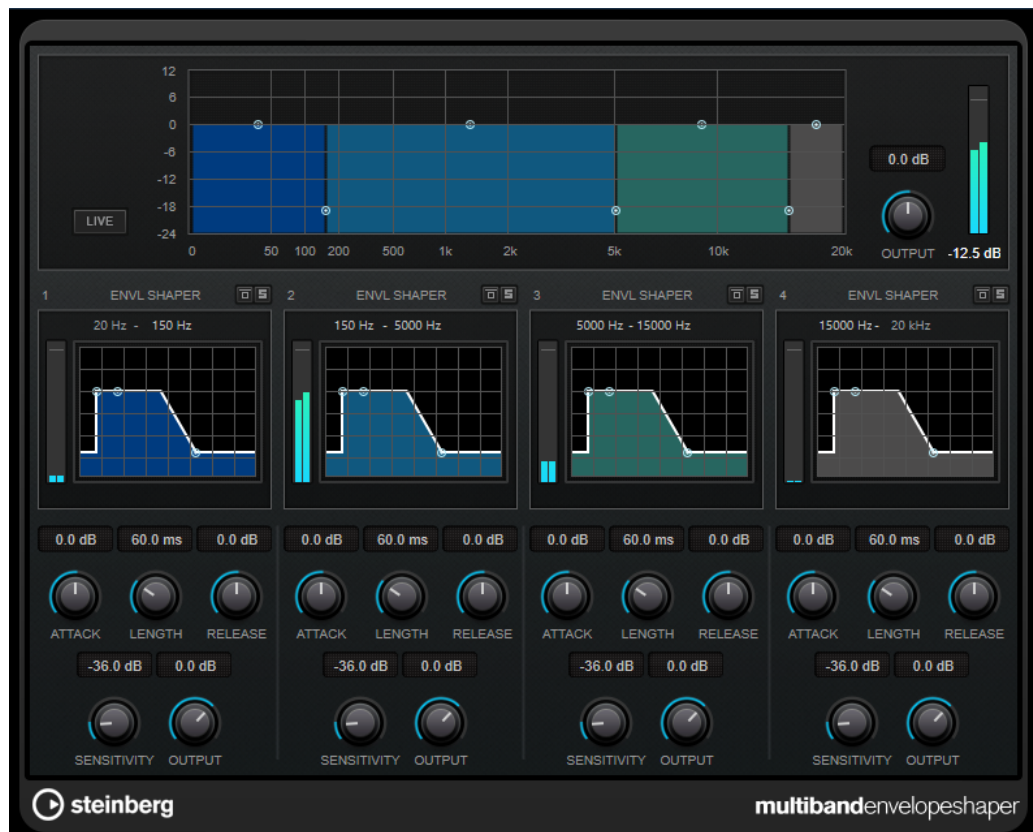 12
6
0
-6
-12
-18
-24
0 50 100 200 500 1k 2k 5k 10k 20k
LIVE
0.0 dB
OUTPUT -12.5 dB
1 ENVL SHAPER S 2 ENVL SHAPER S 3 ENVL SHAPER S 4 ENVL SHAPER S
20 Hz - 150 Hz 150 Hz - 5000 Hz 5000 Hz - 15000 Hz 15000 Hz - 20 kHz
0.0 dB 60.0 ms 0.0 dB 0.0 dB 60.0 ms 0.0 dB 0.0 dB 60.0 ms 0.0 dB 0.0 dB 60.0 ms 0.0 dB
ATTACK LENGTH RELEASE ATTACK LENGTH RELEASE ATTACK LENGTH RELEASE ATTACK LENGTH RELEASE
-36.0 dB 0.0 dB -36.0 dB 0.0 dB -36.0 dB 0.0 dB -36.0 dB 0.0 dB
SENSITIVITY OUTPUT SENSITIVITY OUTPUT SENSITIVITY OUTPUT SENSITIVITY OUTPUT
steinberg multibandenvelopeshaper